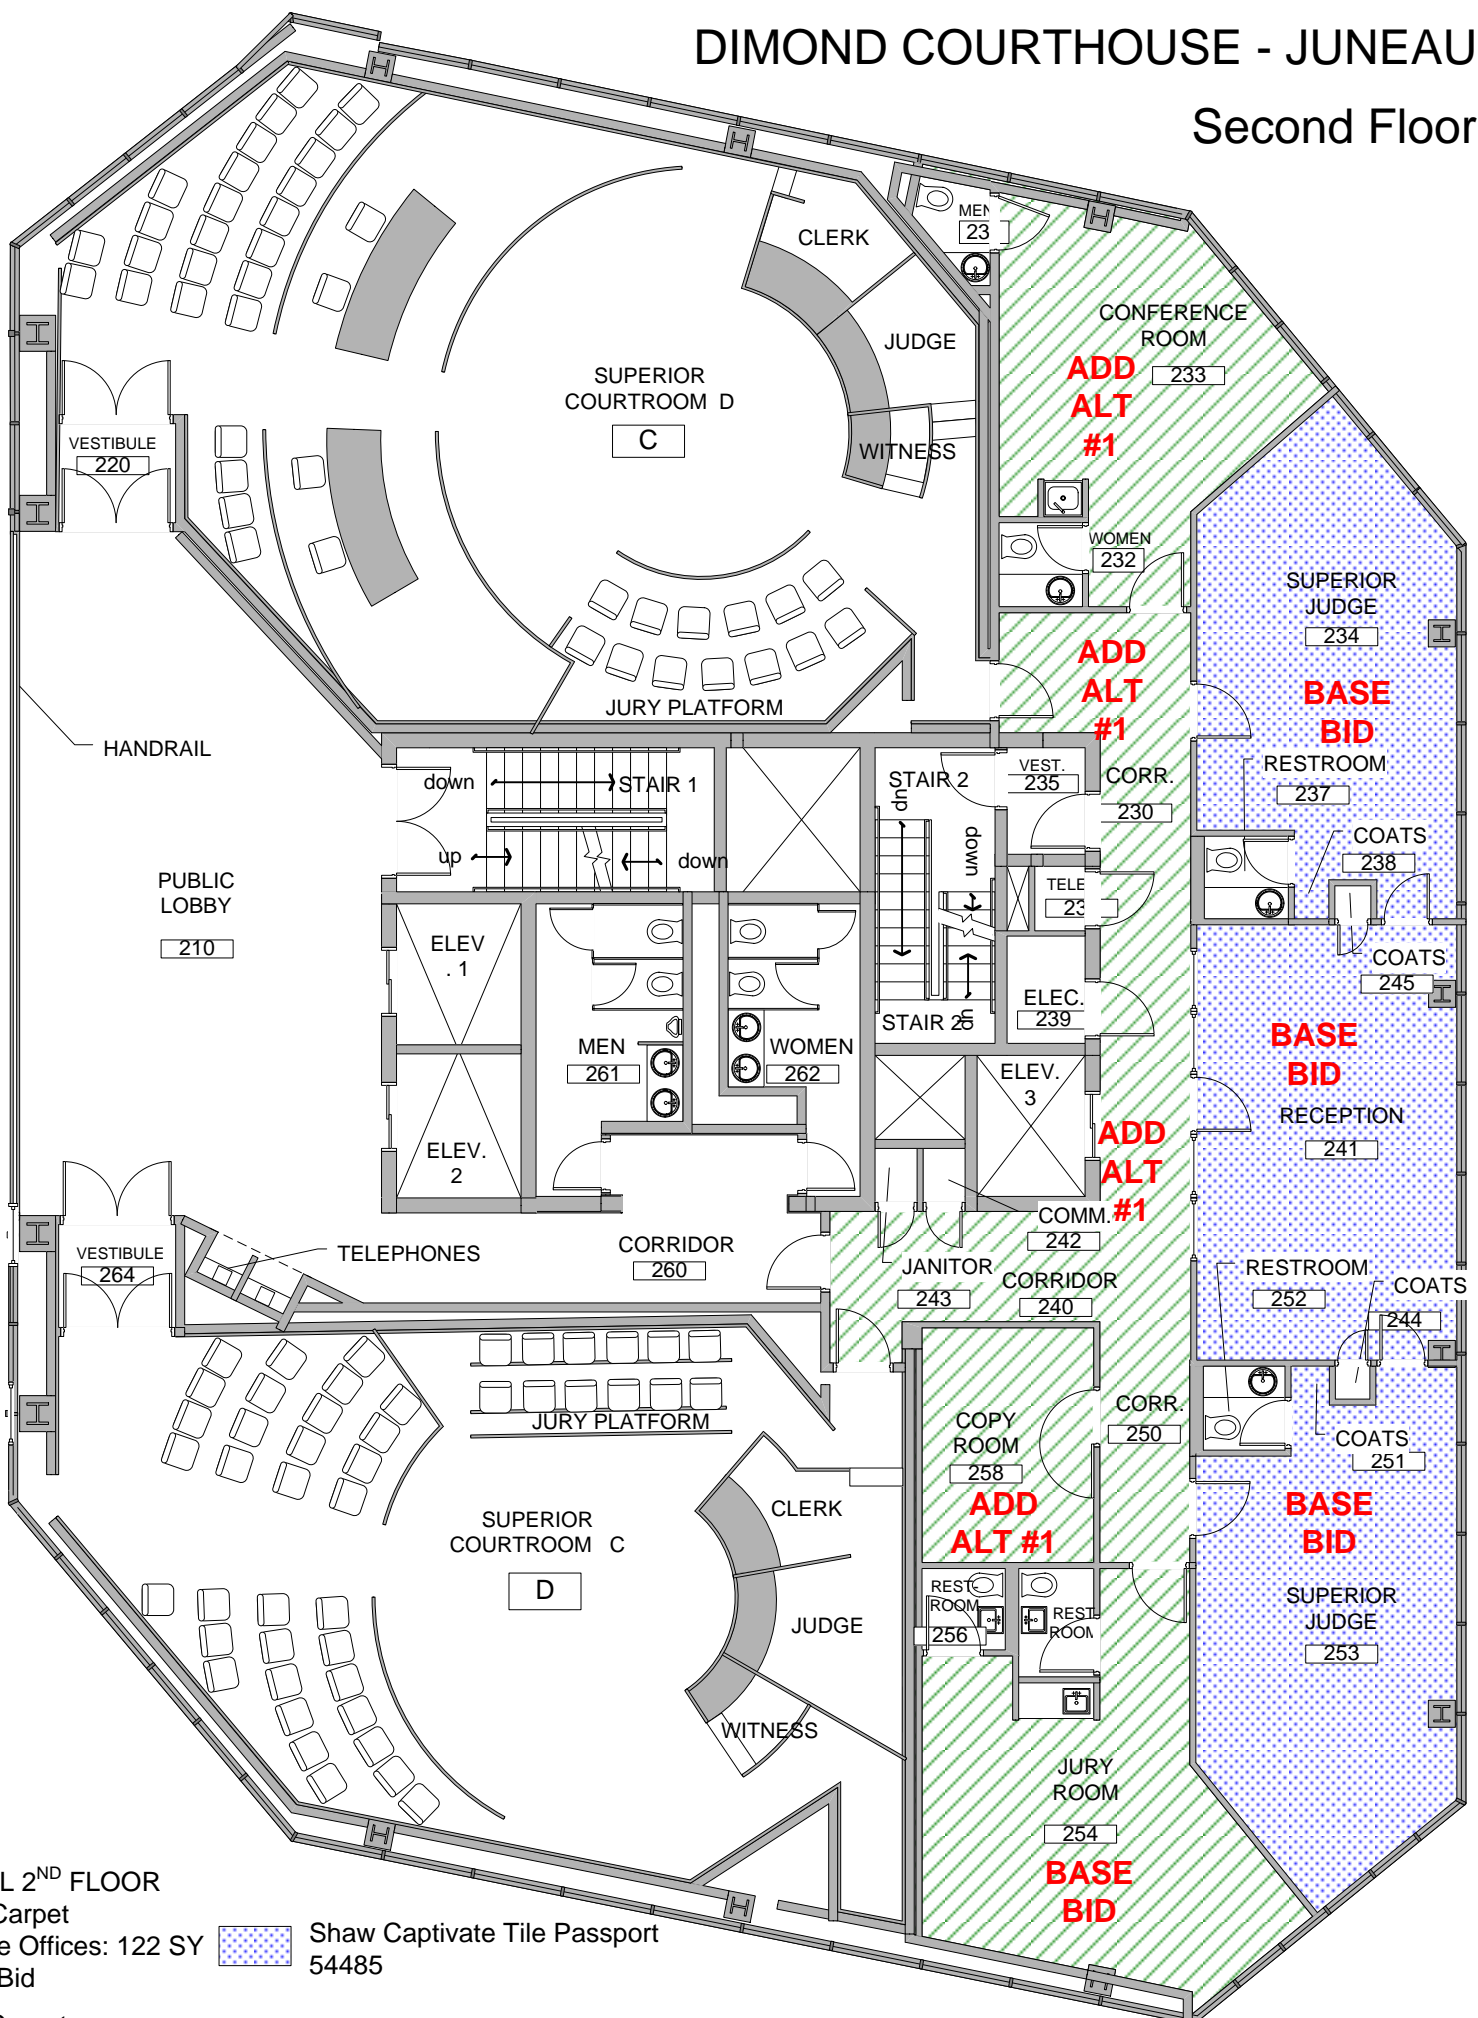 DIMOND COURTHOUSE - JUNEAU
Second Floor
MEN
23
CLERK
CONFERENCE
ROOM
233
ADD
ALT
#1
JUDGE
SUPERIOR
COURTROOM D
C
WITNESS
VESTIBULE
220
WOMEN
232
SUPERIOR
JUDGE
234
BASE
BID
ADD
ALT
#1
JURY PLATFORM
HANDRAIL
down
STAIR 1
up
down
STAIR 2
up
down
VEST.
235
CORR.
230
RESTROOM
237
COATS
238
PUBLIC
LOBBY
210
ELEV
. 1
TELE
23
COATS
245
ELEC.
239
STAIR 2
up
MEN
261
WOMEN
262
BASE
BID
ELEV.
3
RECEPTION
241
ELEV.
2
ADD
ALT
#1
COMM.
242
VESTIBULE
264
TELEPHONES
CORRIDOR
260
JANITOR
243
CORRIDOR
240
RESTROOM
252
COATS
244
JURY PLATFORM
COPY
ROOM
258
ADD
ALT #1
CORR.
250
COATS
251
BASE
BID
SUPERIOR
COURTROOM C
D
CLERK
JUDGE
WITNESS
REST-
ROOM
256
REST
ROOM
SUPERIOR
JUDGE
253
JURY
ROOM
254
BASE
BID
L 2ND FLOOR
Carpet
e Offices: 122 SY
Bid
Shaw Captivate Tile Passport
54485